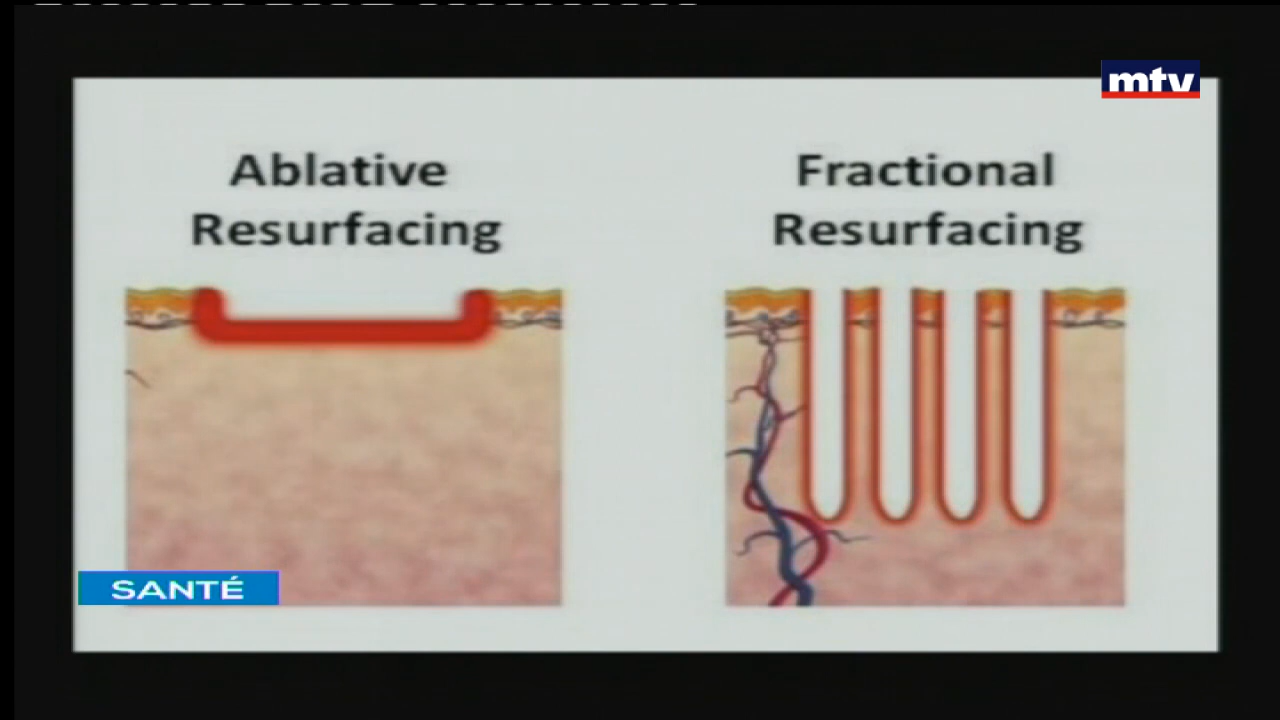 mtv
Ablative
Resurfacing
Fractional
Resurfacing
SANTÉ